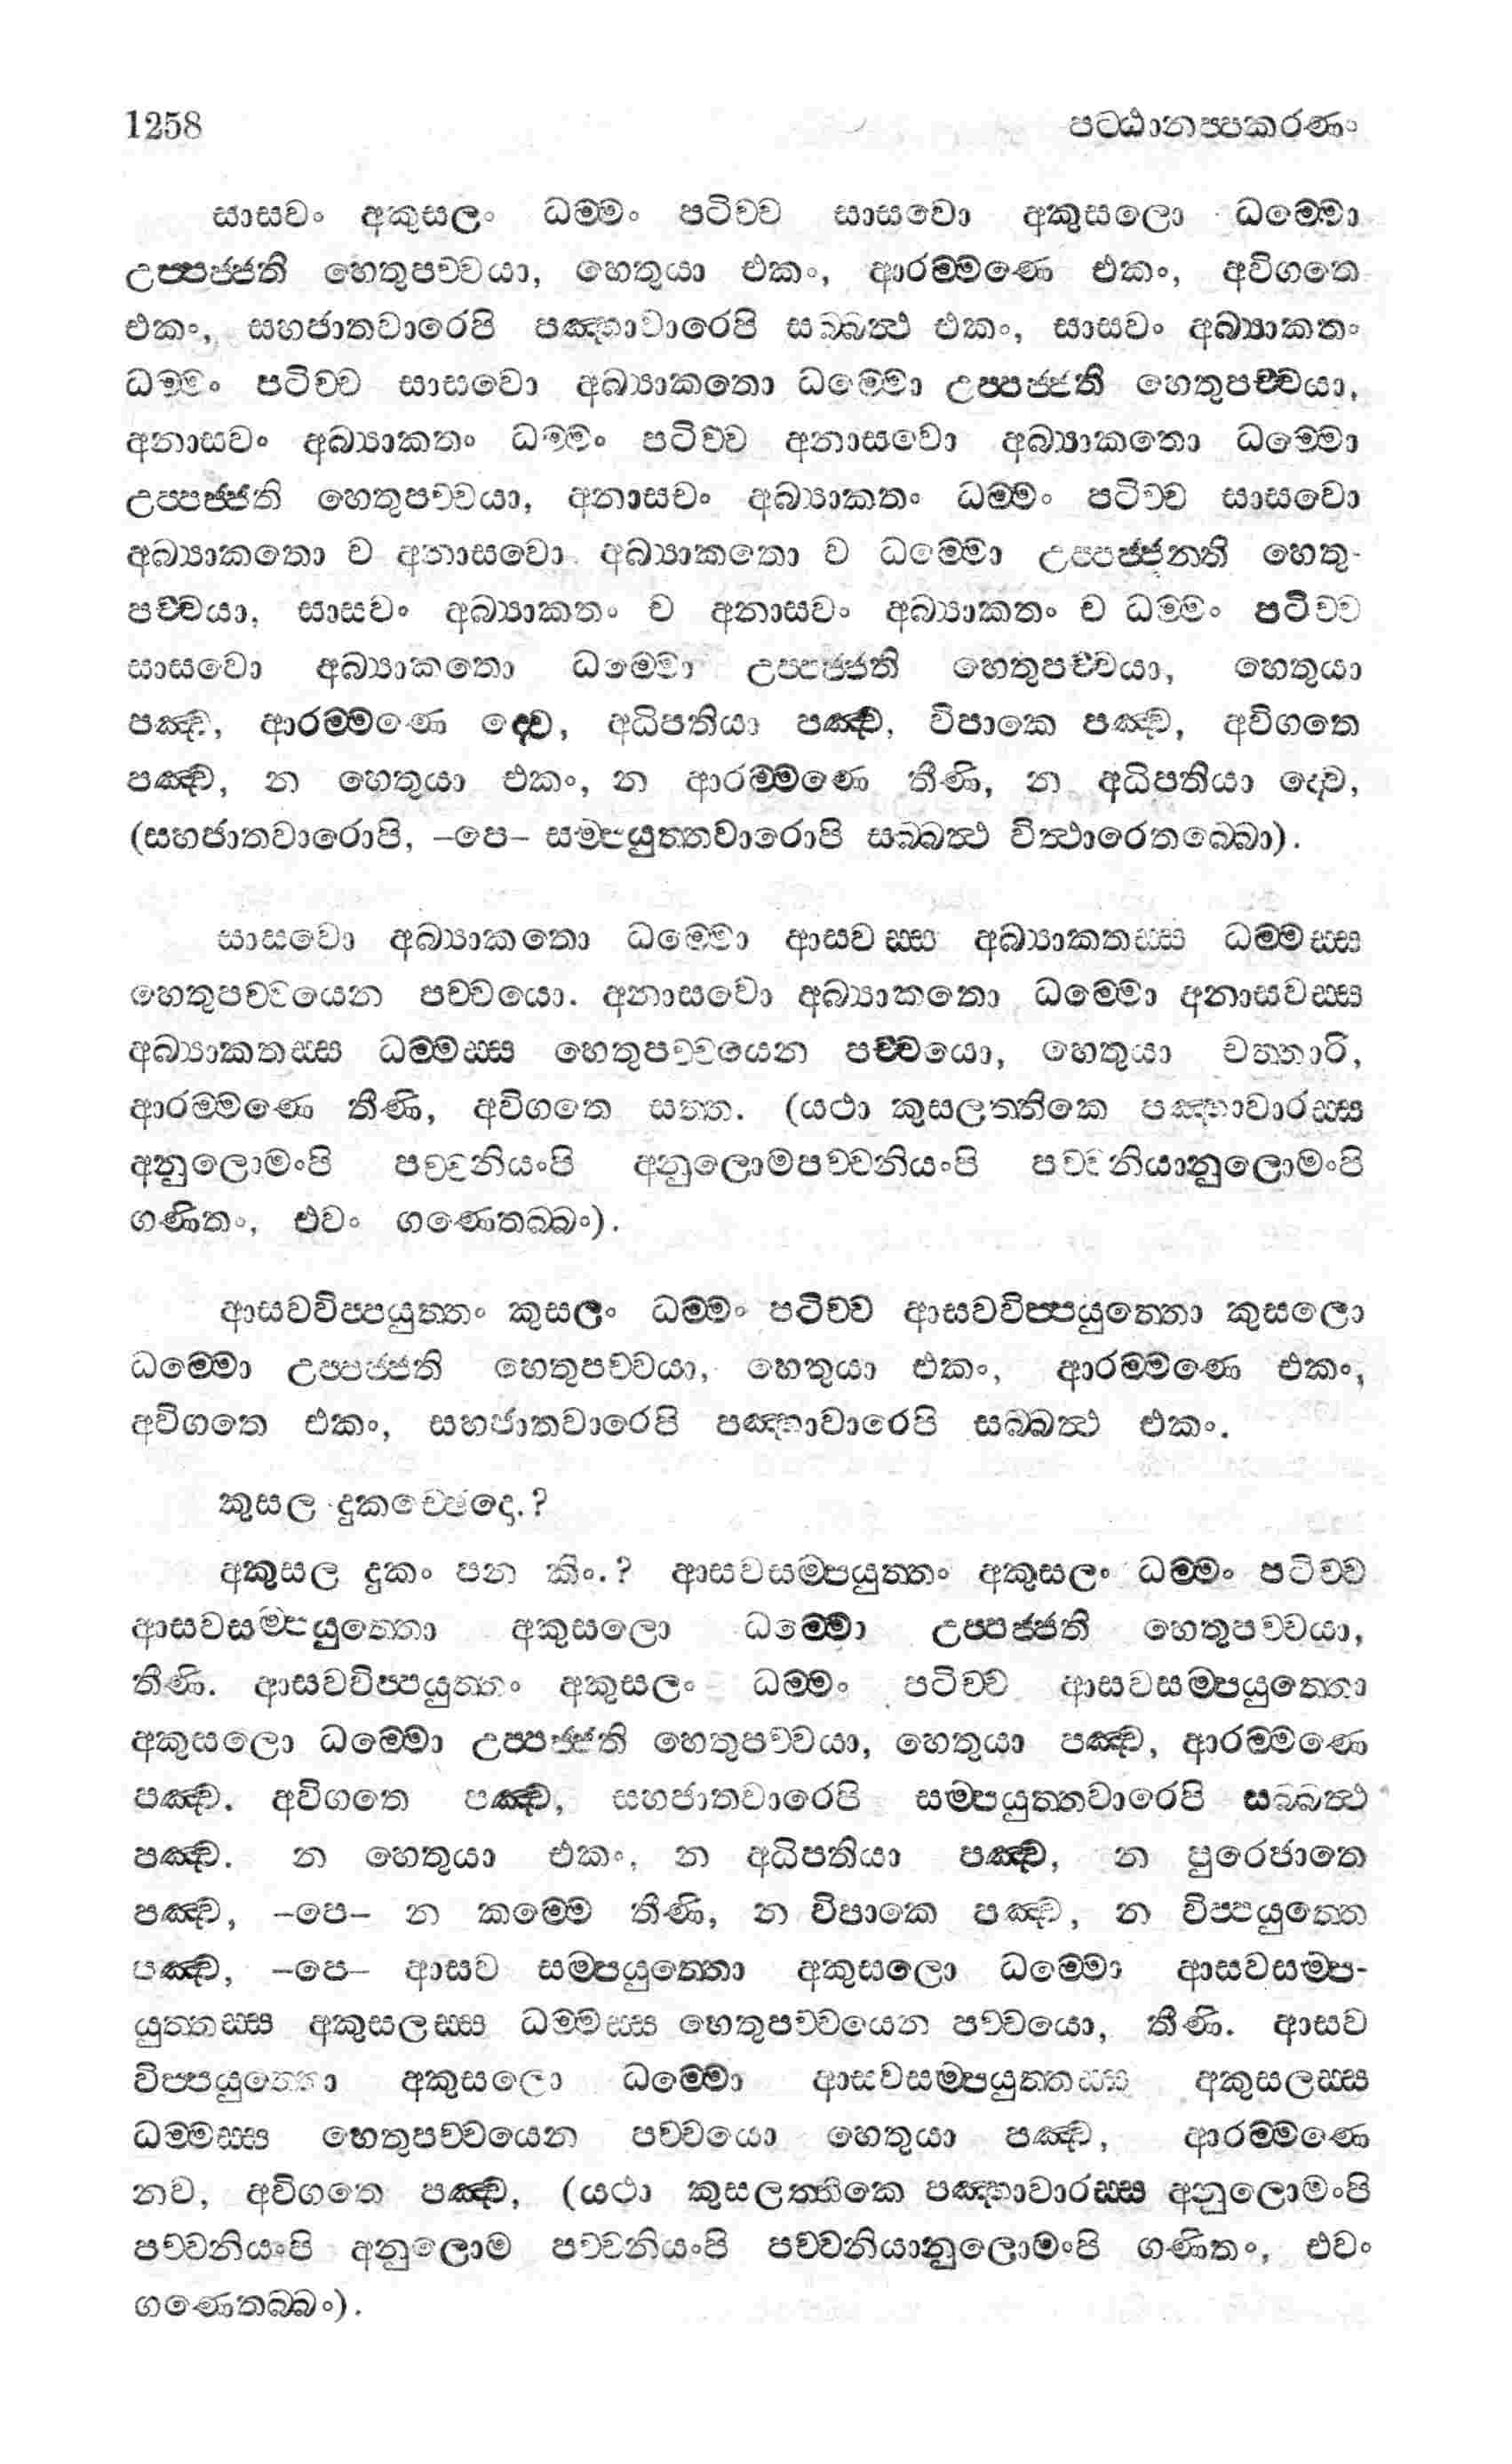 1258 පට්ඨානප්පකරණං
සාසවං අකුසලං ධම්මං පටිච්ච සාසවො අකුසලො ධම්මො
උප්පජ්ජති හෙතුපච්චයා, හෙතුයා එකං, ආරම්මණෙ එකං, අවිගතෙ
එකං, සහජාතවාරෙපි පඤ්හාවාරෙපි සබ්බත්ථ එකං, සාසවං අබ්‍යාකතං
ධම්මං පටිච්ච සාසවො අබ්‍යාකතො ධම්මො උප්පජ්ජති හෙතුපච්චයා,
අනාසවං අබ්‍යාකතං ධම්මං පටිච්ච අනාසවො අබ්‍යාකතො ධම්මො
උප්පජ්ජති හෙතුපච්චයා, අනාසවං අබ්‍යාකතං ධම්මං පටිච්ච සාසවො
අබ්‍යාකතො ච අනාසවො අබ්‍යාකතො ච ධම්මො උප්පජ්ජන්ති හෙතු-
පච්චයා, සාසවං අබ්‍යාකතං ච අනාසවං අබ්‍යාකතං ච ධම්මං පටිච්ච
සාසවො අබ්‍යාකතො ධම්මො උප්පජ්ජති හෙතුපච්චයා, හෙතුයා
පඤ්ච, ආරම්මණෙ ද්වෙ, අධිපතියා පඤ්ච, විපාකෙ පඤ්ච, අවිගතෙ
පඤ්ච, න හෙතුයා එකං, න ආරම්මණෙ තීණි, න අධිපතියා ද්වෙ,
(සහජාතවාරොපි, –පෙ– සම්පයුත්තවාරොපි සබ්බත්ථ විත්ථාරෙතබ්බො).
සාසවො අබ්‍යාකතො ධම්මො ආසවස්ස අබ්‍යාකතස්ස ධම්මස්ස
හෙතුපච්චයෙන පච්චයො. අනාසවො අබ්‍යාකතො ධම්මො අනාසවස්ස
අබ්‍යාකතස්ස ධම්මස්ස හෙතුපච්චයෙන පච්චයො, හෙතුයා චත්තාරි,
ආරම්මණෙ තීණි, අවිගතෙ සත්ත. (යථා කුසලත්තිකෙ පඤ්හාවාරස්ස
අනුලොමංපි පච්චනියංපි අනුලොමපච්චනියංපි පච්චනියානුලොමංපි
ගණිතං, එවං ගණෙතබ්බං).
ආසවවිප්පයුත්තං කුසලං ධම්මං පටිච්ච ආසවවිප්පයුත්තො කුසලො
ධම්මො උප්පජ්ජති හෙතුපච්චයා, හෙතුයා එකං, ආරම්මණෙ එකං,
අවිගතෙ එකං, සහජාතවාරෙපි පඤ්හාවාරෙපි සබ්බත්ථ එකං.
කුසල දුකච්ඡෙදො.?
අකුසල දුකං පන කිං.? ආසවසම්පයුත්තං අකුසලං ධම්මං පටිච්ච
ආසවසම්පයුත්තො අකුසලො ධම්මො උප්පජ්ජති හෙතුපච්චයා,
තීණි. ආසවවිප්පයුත්තං අකුසලං ධම්මං පටිච්ච ආසවසම්පයුත්තො
අකුසලො ධම්මො උප්පජ්ජති හෙතුපච්චයා, හෙතුයා පඤ්ච, ආරම්මණෙ
පඤ්ච. අවිගතෙ පඤ්ච, සහජාතවාරෙපි සම්පයුත්තවාරෙපි සබ්බත්ථ
පඤ්ච. න හෙතුයා එකං, න අධිපතියා පඤ්ච, න පුරෙජාතෙ
පඤ්ච, –පෙ– න කම්මෙ තීණි, න විපාකෙ පඤ්ච, න විප්පයුත්තෙ
පඤ්ච, –පෙ– ආසව සම්පයුත්තො අකුසලො ධම්මො ආසවසම්ප-
යුත්තස්ස අකුසලස්ස ධම්මස්ස හෙතුපච්චයෙන පච්චයො, තීණි. ආසව
විප්පයුත්තො අකුසලො ධම්මො ආසවසම්පයුත්තස්ස අකුසලස්ස
ධම්මස්ස හෙතුපච්චයෙන පච්චයො හෙතුයා පඤ්ච, ආරම්මණෙ
නව, අවිගතෙ පඤ්ච, (යථා කුසලත්තිකෙ පඤ්හාවාරස්ස අනුලොමංපි
පච්චනියංපි අනුලොම පච්චනියංපි පච්චනියානුලොමංපි ගණිතං, එවං
ගණෙතබ්බං).